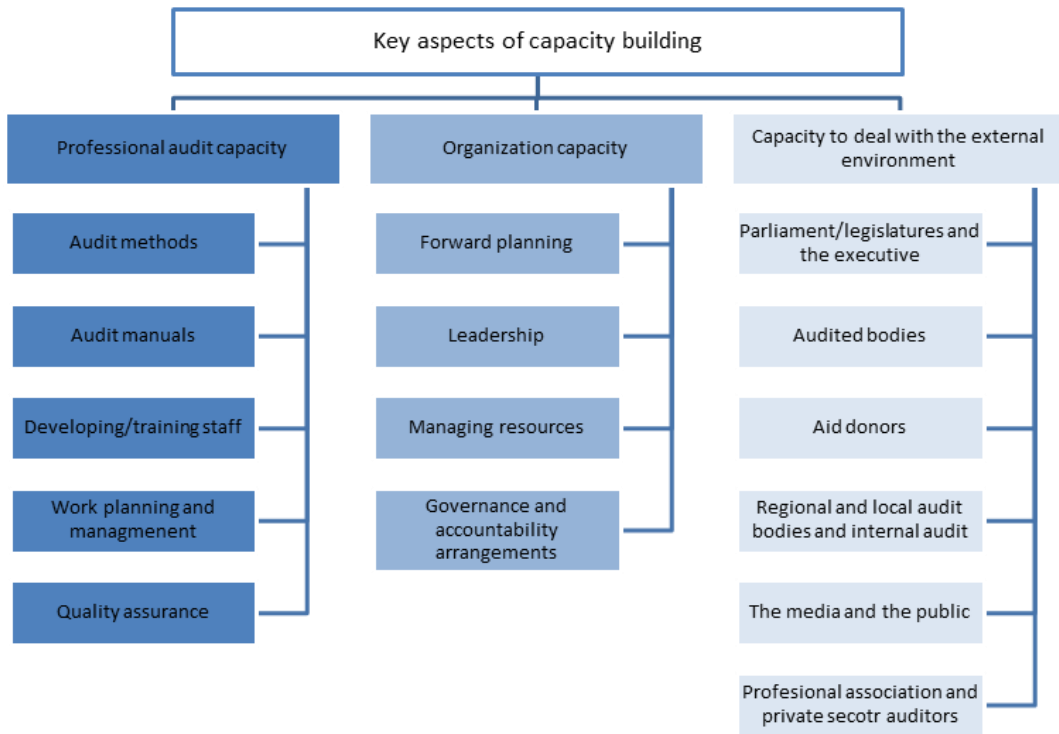 Key aspects of capacity building
Professional audit capacity
Audit methods
Audit manuals
Developing/training staff
Work planning and
managmenent
Quality assurance
Organization capacity
Forward planning
Leadership
Managing resources
Governance and
accountability
arrangements
Capacity to deal with the external
environment
Parliament/legislatures and
the executive
Audited bodies
Aid donors
Regional and local audit
bodies and internal audit
The media and the public
Profesional association and
private secotr auditors